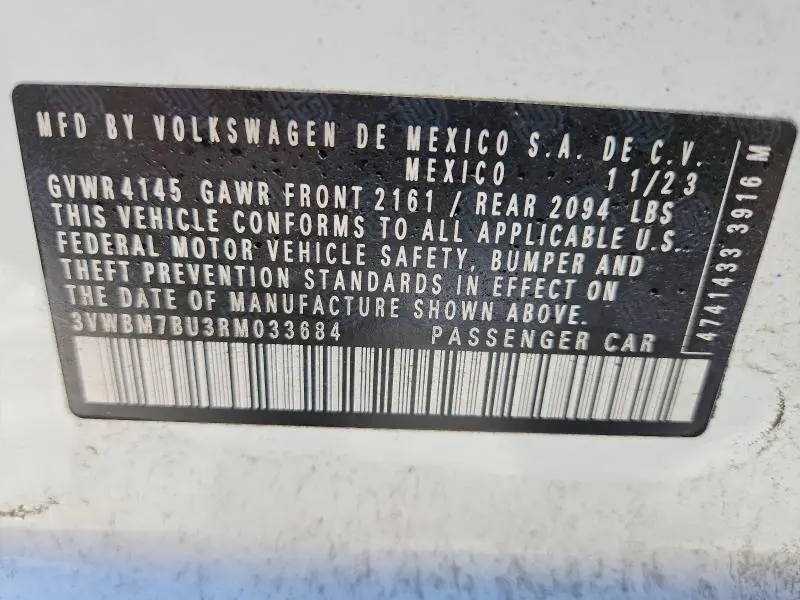 MFD BY VOLKSWAGEN DE MEXICO S.A. DE C.V.
MEXICO 11/23
GVWR 4145 GAWR FRONT 2161 / REAR 2094 LBS
THIS VEHICLE CONFORMS TO ALL APPLICABLE U.S.
FEDERAL MOTOR VEHICLE SAFETY, BUMPER AND
THEFT PREVENTION STANDARDS IN EFFECT ON
THE DATE OF MANUFACTURE SHOWN ABOVE.
3VWBM7BU3RM033684 PASSENGER CAR
4741433 3916 M